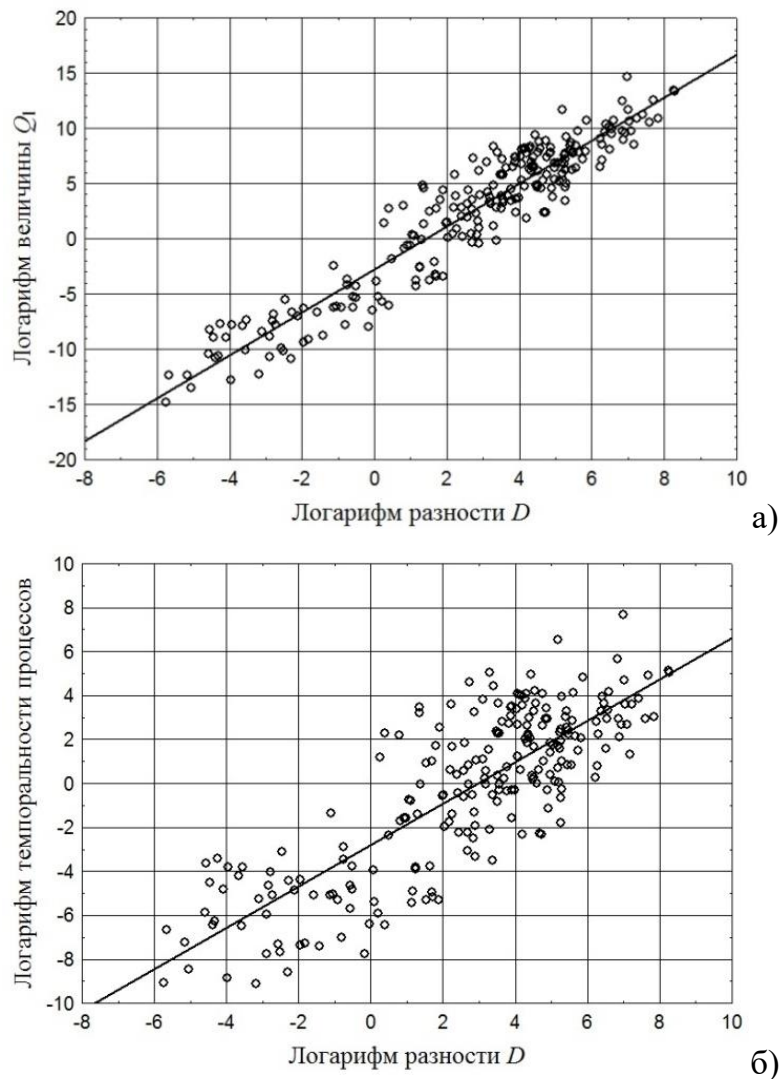 Логарифм величины Q₁
20
15
10
5
0
-5
-10
-15
-20
-8 -6 -4 -2 0 2 4 6 8 10
Логарифм разности D
а)
Логарифм темпоральности процессов
10
8
6
4
2
0
-2
-4
-6
-8
-10
-8 -6 -4 -2 0 2 4 6 8 10
Логарифм разности D
б)